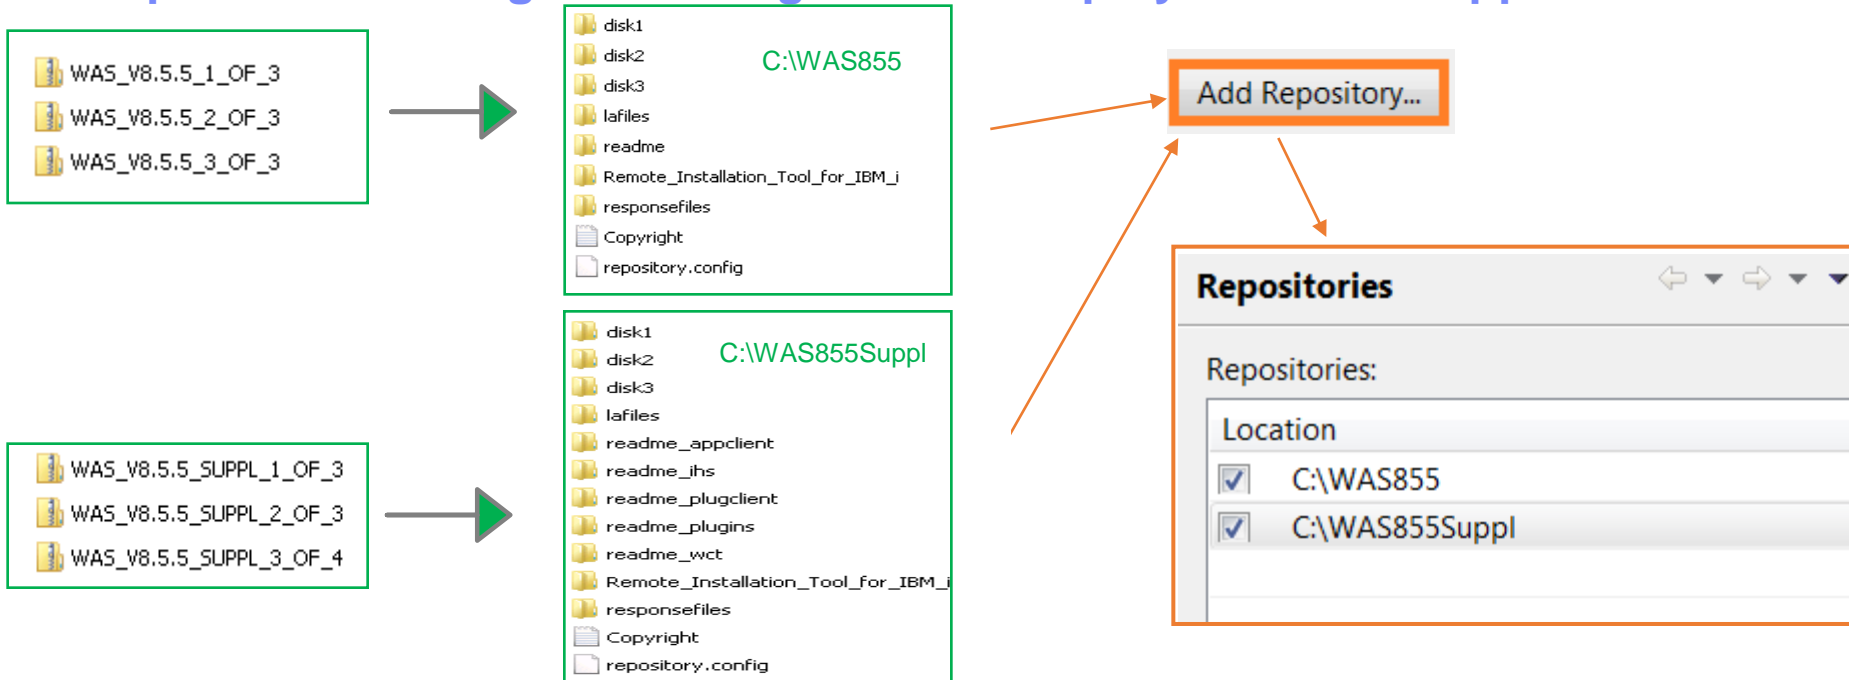 WAS_V8.5.5_1_OF_3
WAS_V8.5.5_2_OF_3
WAS_V8.5.5_3_OF_3
disk1
disk2
C:\WAS855
disk3
lafiles
readme
Remote_Installation_Tool_for_IBM_i
responsefiles
Copyright
repository.config
WAS_V8.5.5_SUPPL_1_OF_3
WAS_V8.5.5_SUPPL_2_OF_3
WAS_V8.5.5_SUPPL_3_OF_4
disk1
disk2
C:\WAS855Suppl
disk3
lafiles
readme_appclient
readme_ihs
readme_plugclient
readme_plugins
readme_wct
Remote_Installation_Tool_for_IBM_i
responsefiles
Copyright
repository.config
Add Repository...
Repositories
Repositories:
Location
C:\WAS855
C:\WAS855Suppl